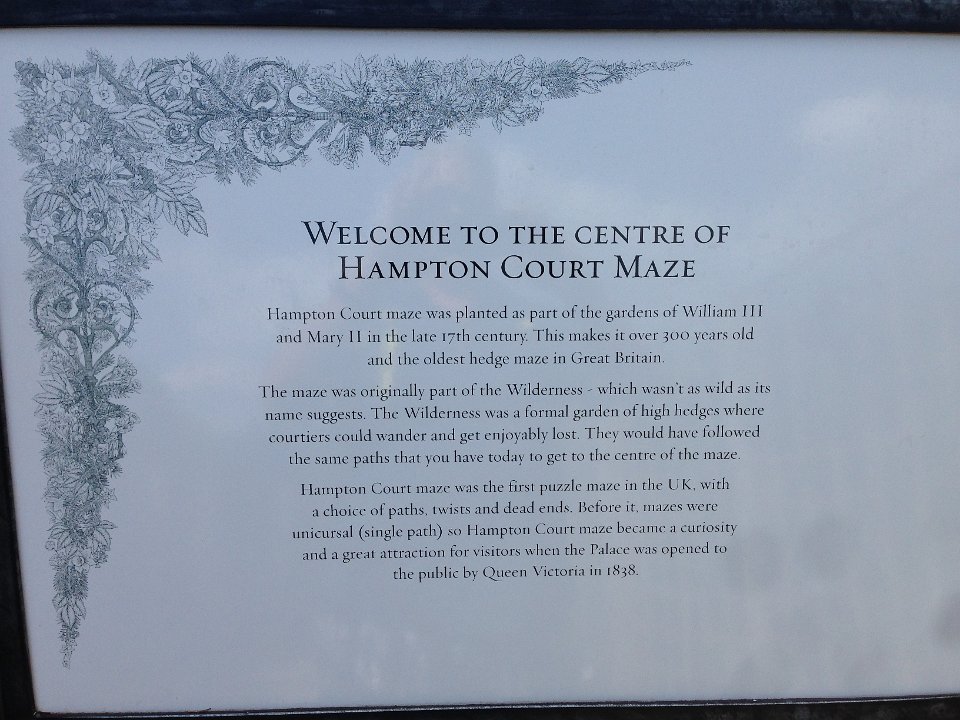 Welcome to the centre of
Hampton Court Maze
Hampton Court maze was planted as part of the gardens of William III
and Mary II in the late 17th century. This makes it over 300 years old
and the oldest hedge maze in Great Britain.
The maze was originally part of the Wilderness - which wasn't as wild as its
name suggests. The Wilderness was a formal garden of high hedges where
courtiers could wander and get enjoyably lost. They would have followed
the same paths that you have today to get to the centre of the maze.
Hampton Court maze was the first puzzle maze in the UK, with
a choice of paths, twists and dead ends. Before it, mazes were
unicursal (single path) so Hampton Court maze became a curiosity
and a great attraction for visitors when the Palace was opened to
the public by Queen Victoria in 1838.